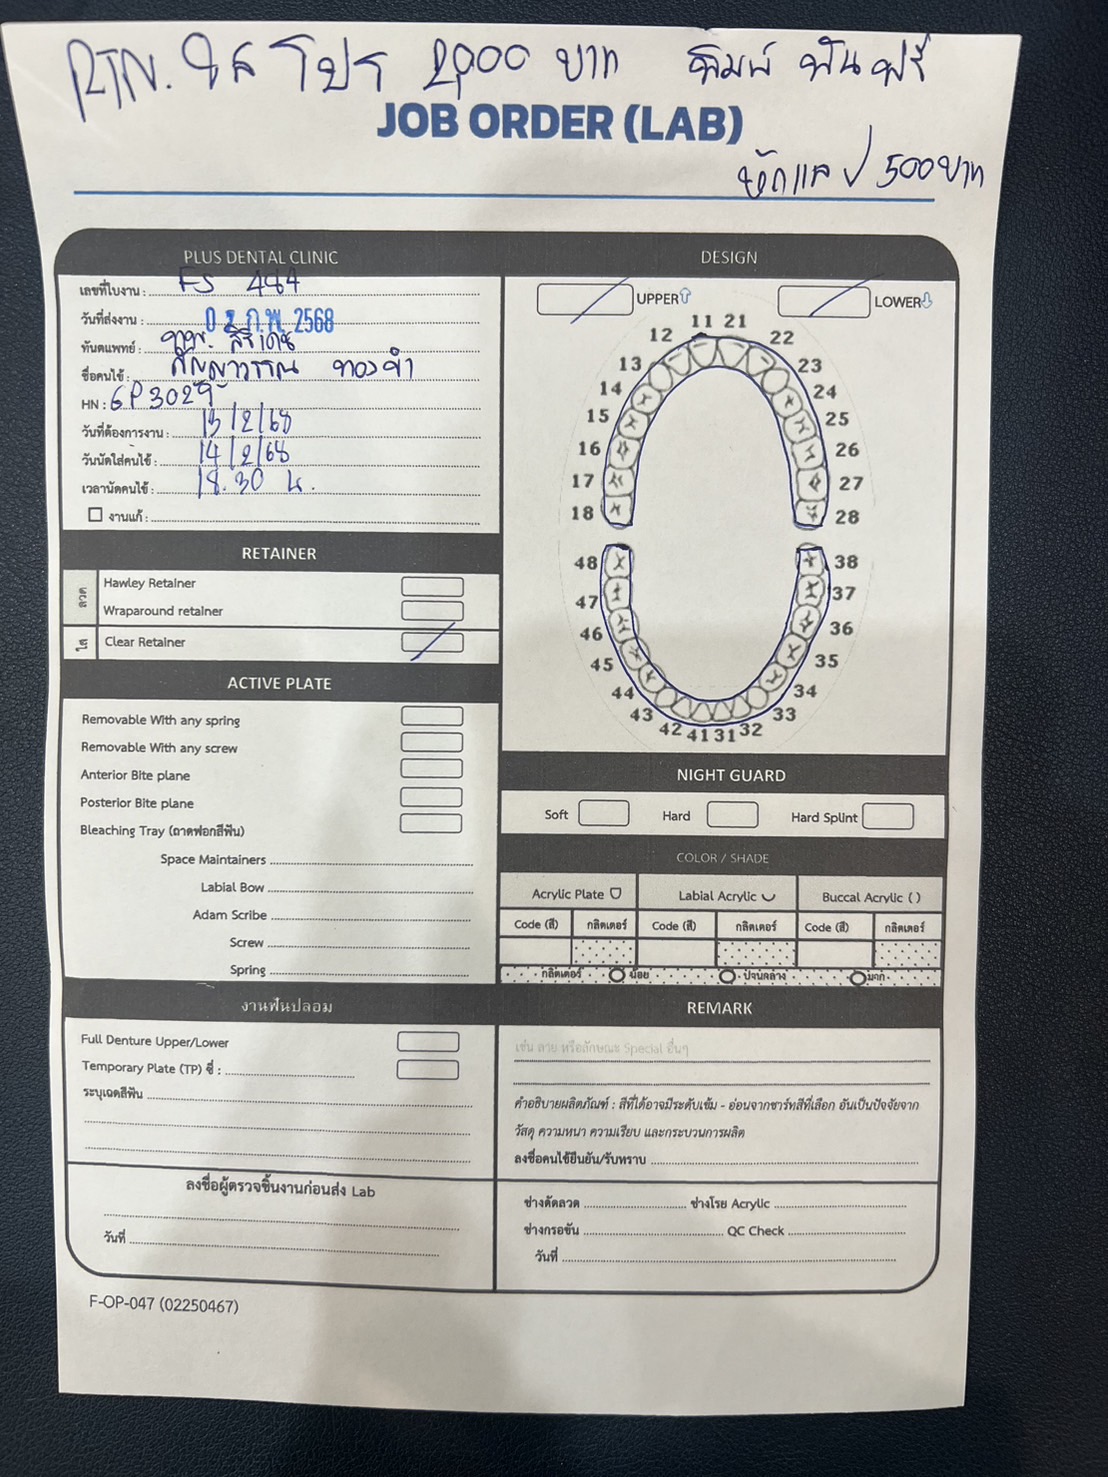 RTN. ใส โปร 2,000 บาท พิมพ์ ฟันฟรี
JOB ORDER (LAB)
หักแลป 500 บาท
PLUS DENTAL CLINIC
เลขที่ใบงาน : FS 484
วันที่ส่งงาน : ก.พ. 2568
ทันตแพทย์ : ทพ. สิริเดช
ชื่อคนไข้ : กัญญาวรรณ ทองขำ
HN : 6P3029
วันที่ต้องการงาน : 13/2/68
วันนัดใส่คนไข้ : 14/2/68
เวลานัดคนไข้ : 18.30 น.
งานแก้ :
RETAINER
ลวด
Hawley Retainer
Wraparound retainer
ใส
Clear Retainer
ACTIVE PLATE
Removable With any spring
Removable With any screw
Anterior Bite plane
Posterior Bite plane
Bleaching Tray (ถาดฟอกสีฟัน)
Space Maintainers
Labial Bow
Adam Scribe
Screw
Spring
งานฟันปลอม
Full Denture Upper/Lower
Temporary Plate (TP) ซี่ :
ระบุเฉดสีฟัน
ลงชื่อผู้ตรวจชิ้นงานก่อนส่ง Lab
วันที่
DESIGN
UPPER LOWER
11 21
12 22
13 23
14 24
15 25
16 26
17 27
18 28
48 38
47 37
46 36
45 35
44 34
43 33
42 41 31 32
NIGHT GUARD
Soft Hard Hard Splint
COLOR / SHADE
Acrylic Plate Labial Acrylic Buccal Acrylic ( )
Code (สี) กลิตเตอร์ Code (สี) กลิตเตอร์ Code (สี) กลิตเตอร์
กลิตเตอร์ น้อย ปานกลาง มาก
REMARK
เช่น ลาย หรือลักษณะ Special อื่นๆ
คำอธิบายผลิตภัณฑ์ : สีที่ได้อาจมีระดับเข้ม - อ่อนจากชาร์ทสีที่เลือก อันเป็นปัจจัยจาก
วัสดุ ความหนา ความเรียบ และกระบวนการผลิต
ลงชื่อคนไข้ยืนยัน/รับทราบ
ช่างดัดลวด ช่างโรย Acrylic
ช่างกรอขัน QC Check
วันที่
F-OP-047 (02250467)